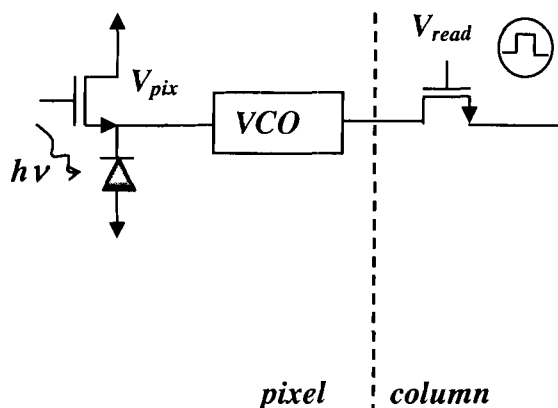 V_read
V_pix
VCO
hν
pixel column